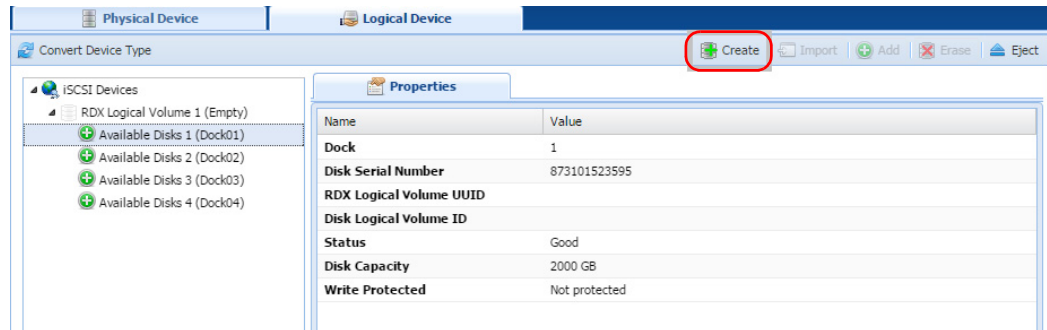 Physical Device Logical Device
Convert Device Type Create Import Add Erase Eject
iSCSI Devices
RDX Logical Volume 1 (Empty)
Available Disks 1 (Dock01)
Available Disks 2 (Dock02)
Available Disks 3 (Dock03)
Available Disks 4 (Dock04)
Properties
Name Value
Dock 1
Disk Serial Number 873101523595
RDX Logical Volume UUID
Disk Logical Volume ID
Status Good
Disk Capacity 2000 GB
Write Protected Not protected